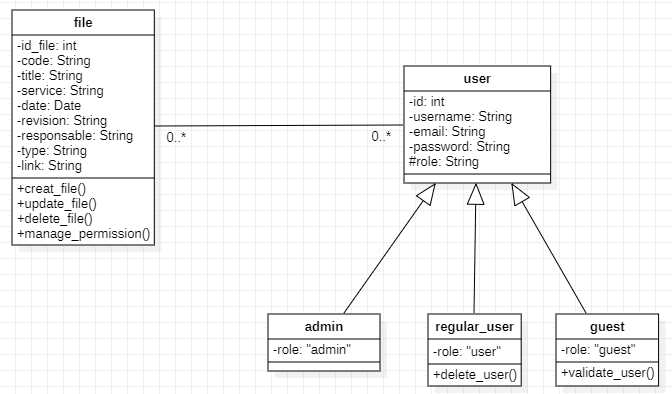 file
-id_file: int
-code: String
-title: String
-service: String
-date: Date
-revision: String
-responsable: String
-type: String
-link: String
+creat_file()
+update_file()
+delete_file()
+manage_permission()
0..*
0..*
user
-id: int
-username: String
-email: String
-password: String
#role: String
admin
-role: "admin"
regular_user
-role: "user"
+delete_user()
guest
-role: "guest"
+validate_user()